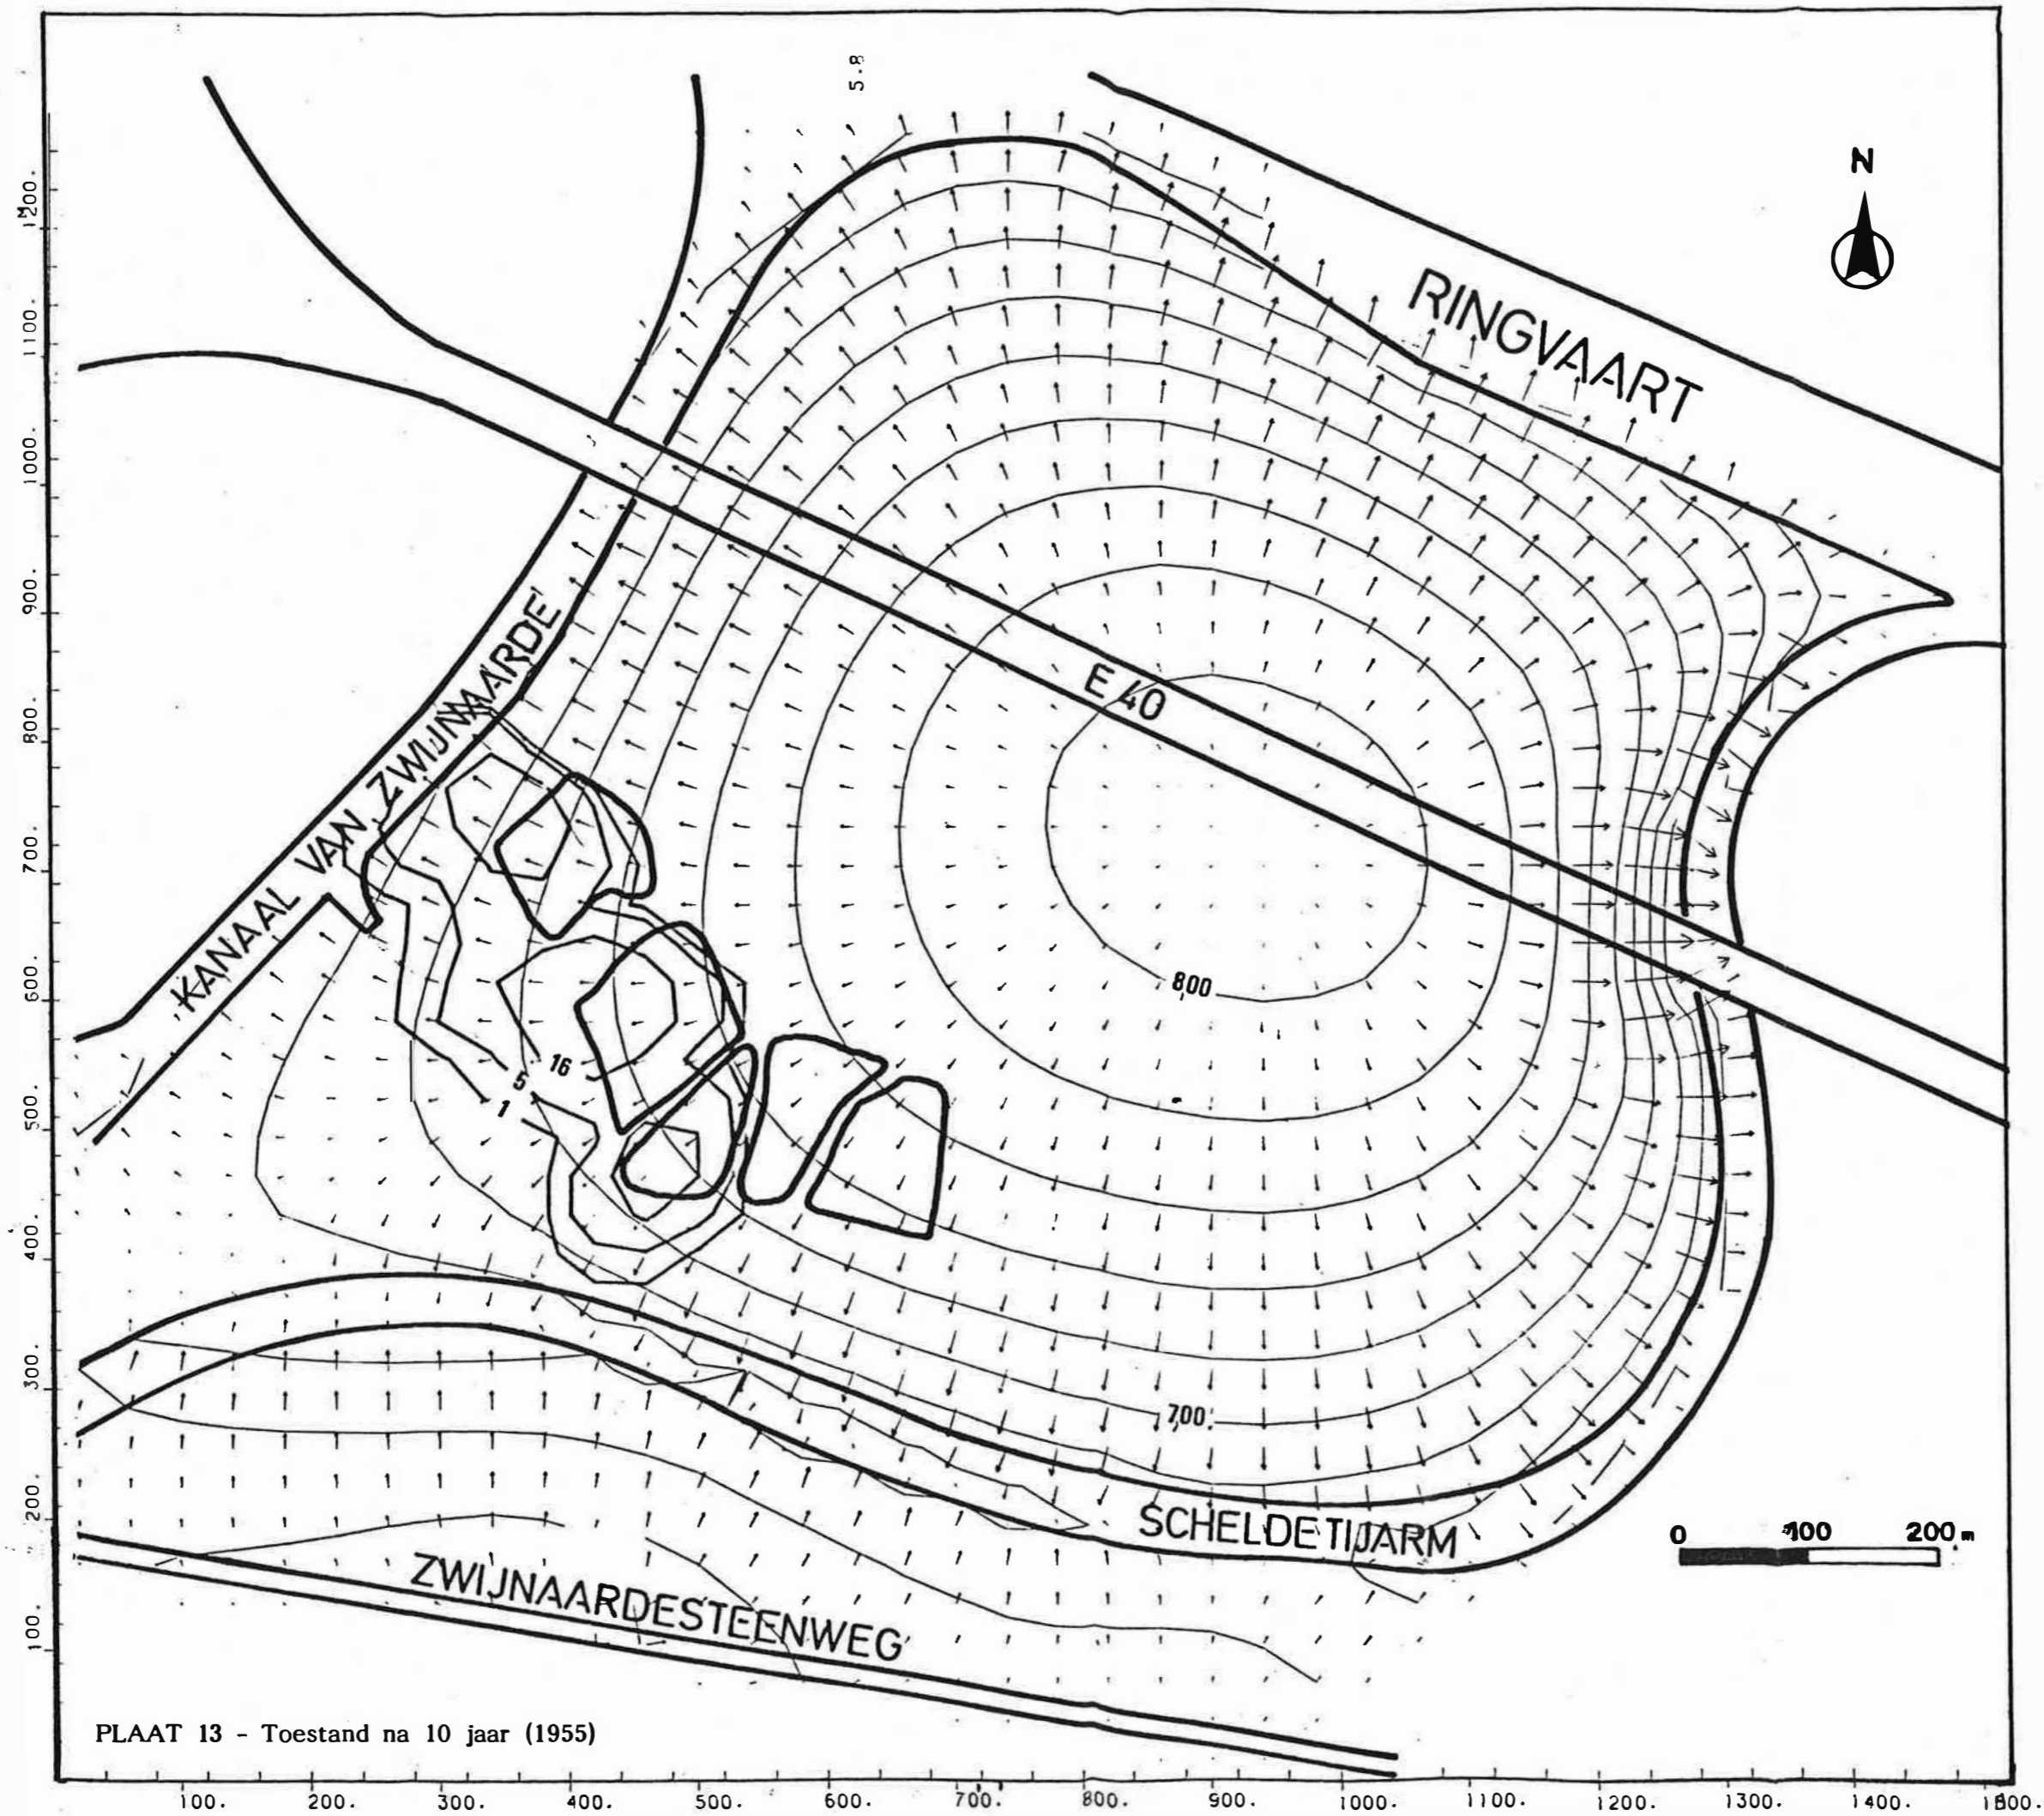 5.8
N
RINGVAART
E 40
KANAAL VAN ZWIJNAARDE
800
16
5
1
700.
SCHELDETIJARM
0 100 200 m
ZWIJNAARDESTEENWEG
PLAAT 13 - Toestand na 10 jaar (1955)
M
1200.
1100.
1000.
900.
800.
700.
600.
500.
400.
300.
200.
100.
100. 200. 300. 400. 500. 600. 700. 800. 900. 1000. 1100. 1200. 1300. 1400.